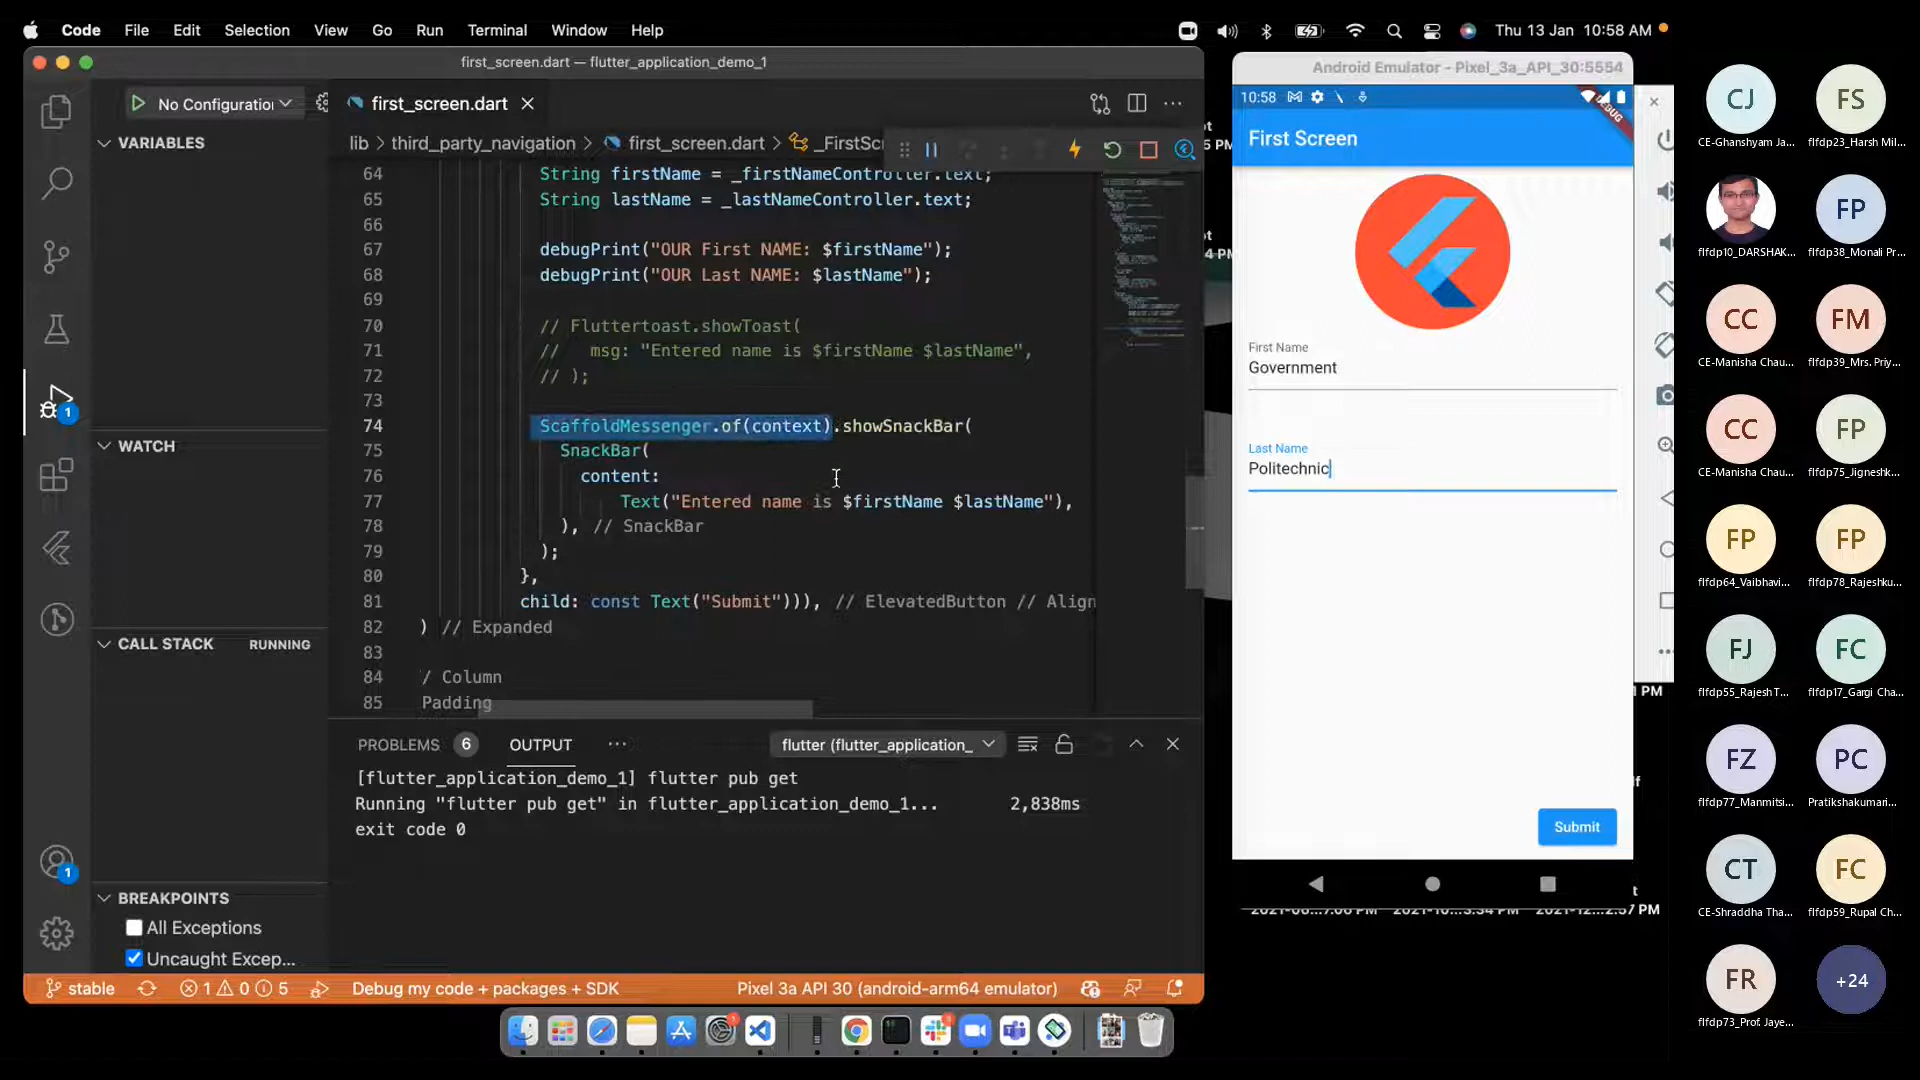 Code File Edit Selection View Go Run Terminal Window Help
Thu 13 Jan 10:58 AM
first_screen.dart — flutter_application_demo_1
No Configuratio
first_screen.dart
VARIABLES
lib > third_party_navigation > first_screen.dart > _FirstSc
64 String firstName = _firstNameController.text;
65 String lastName = _lastNameController.text;
66
67 debugPrint("OUR First NAME: $firstName");
68 debugPrint("OUR Last NAME: $lastName");
69
70 // Fluttertoast.showToast(
71 // msg: "Entered name is $firstName $lastName",
72 // );
73
74 ScaffoldMessenger.of(context).showSnackBar(
75 SnackBar(
76 content:
77 Text("Entered name is $firstName $lastName"),
78 ), // SnackBar
79 );
80 },
81 child: const Text("Submit"))), // ElevatedButton // Align
82 ) // Expanded
83
84 / Column
85 Padding
WATCH
CALL STACK RUNNING
BREAKPOINTS
All Exceptions
Uncaught Excep...
1
1
PROBLEMS 6 OUTPUT ... flutter (flutter_application_
[flutter_application_demo_1] flutter pub get
Running "flutter pub get" in flutter_application_demo_1... 2,838ms
exit code 0
stable 1 0 5 Debug my code + packages + SDK Pixel 3a API 30 (android-arm64 emulator)
Android Emulator - Pixel_3a_API_30:5554
10:58
DEBUG
First Screen
First Name
Government
Last Name
Politechnic
Submit
CJ FS
CE-Ghanshyam Ja... flfdp23_Harsh Mil...
FP
flfdp10_DARSHAK... flfdp38_Monali Pr...
CC FM
CE-Manisha Chau... flfdp39_Mrs. Priy...
CC FP
CE-Manisha Chau... flfdp75_Jigneshk...
FP FP
flfdp64_Vaibhavi... flfdp78_Rajeshku...
FJ FC
flfdp55_Rajesh T... flfdp17_Gargi Cha...
FZ PC
flfdp77_Manmitsi... Pratikshakumari...
CT FC
CE-Shraddha Tha... flfdp59_Rupal Ch...
FR +24
flfdp73_Prof. Jaye...